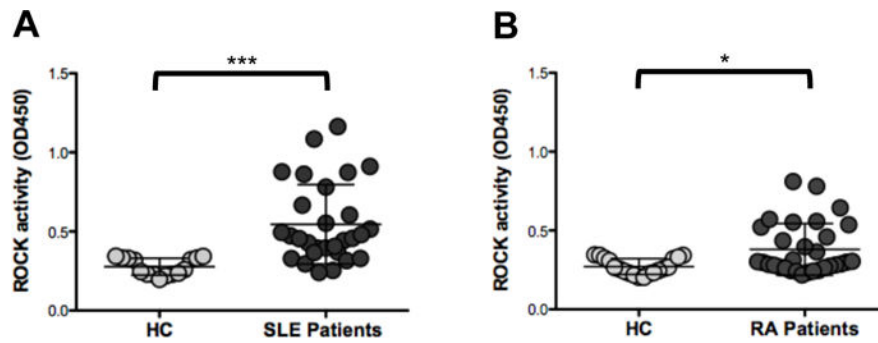 A
***
ROCK activity (OD450)
1.5
1.0
0.5
0.0
HC SLE Patients
B
*
ROCK activity (OD450)
1.5
1.0
0.5
0.0
HC RA Patients